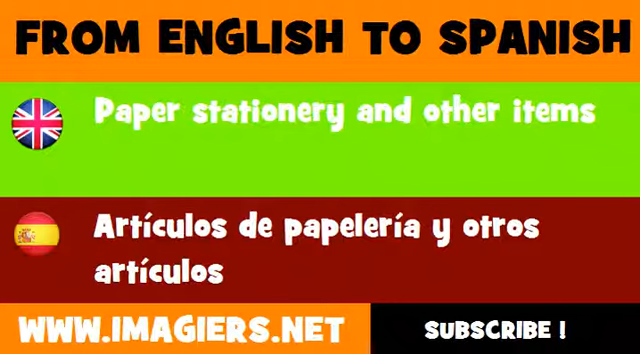 FROM ENGLISH TO SPANISH
Paper stationery and other items
Artículos de papelería y otros
artículos
WWW.IMAGIERS.NET
SUBSCRIBE !